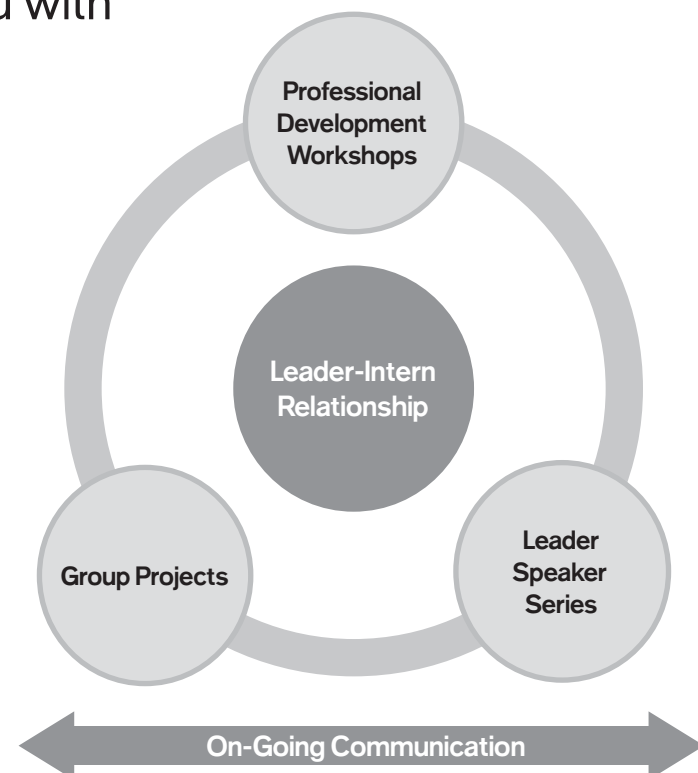 with
Professional
Development
Workshops
Leader-Intern
Relationship
Group Projects
Leader
Speaker
Series
On-Going Communication